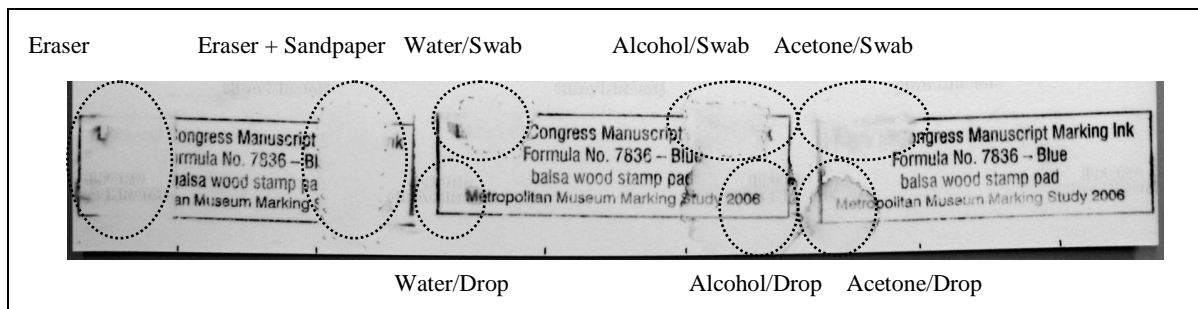 Eraser
Eraser + Sandpaper
Water/Swab
Alcohol/Swab
Acetone/Swab
Congress Manuscript
Formula No. 7836 – Bl
balsa wood stamp pa
an Museum Marking
ink
L
Congress Manuscript
Formula No. 7836 – Blue
balsa wood stamp pad
Metropolitan Museum Marking Study 2006
k
ongress Manuscript Marking Ink
Formula No. 7836 – Blue
balsa wood stamp pad
Metropolitan Museum Marking Study 2006
Water/Drop
Alcohol/Drop
Acetone/Drop